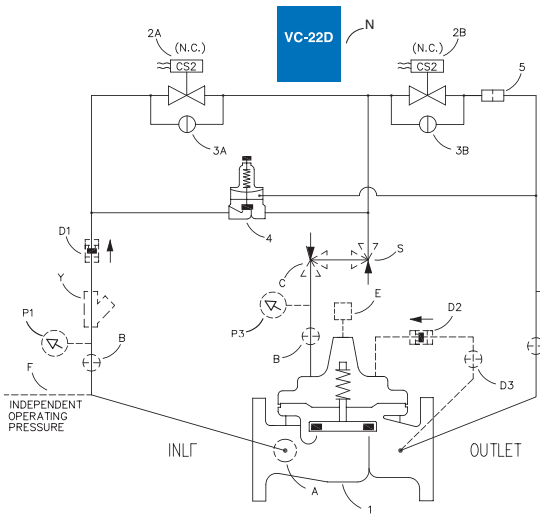 2A
(N.C.)
CS2
VC-22D
N
2B
(N.C.)
CS2
5
3A
3B
4
D1
S
C
Y
E
D2
P1
P3
B
B
F
D3
INDEPENDENT
OPERATING
PRESSURE
INLΓ
OUTLET
A
1